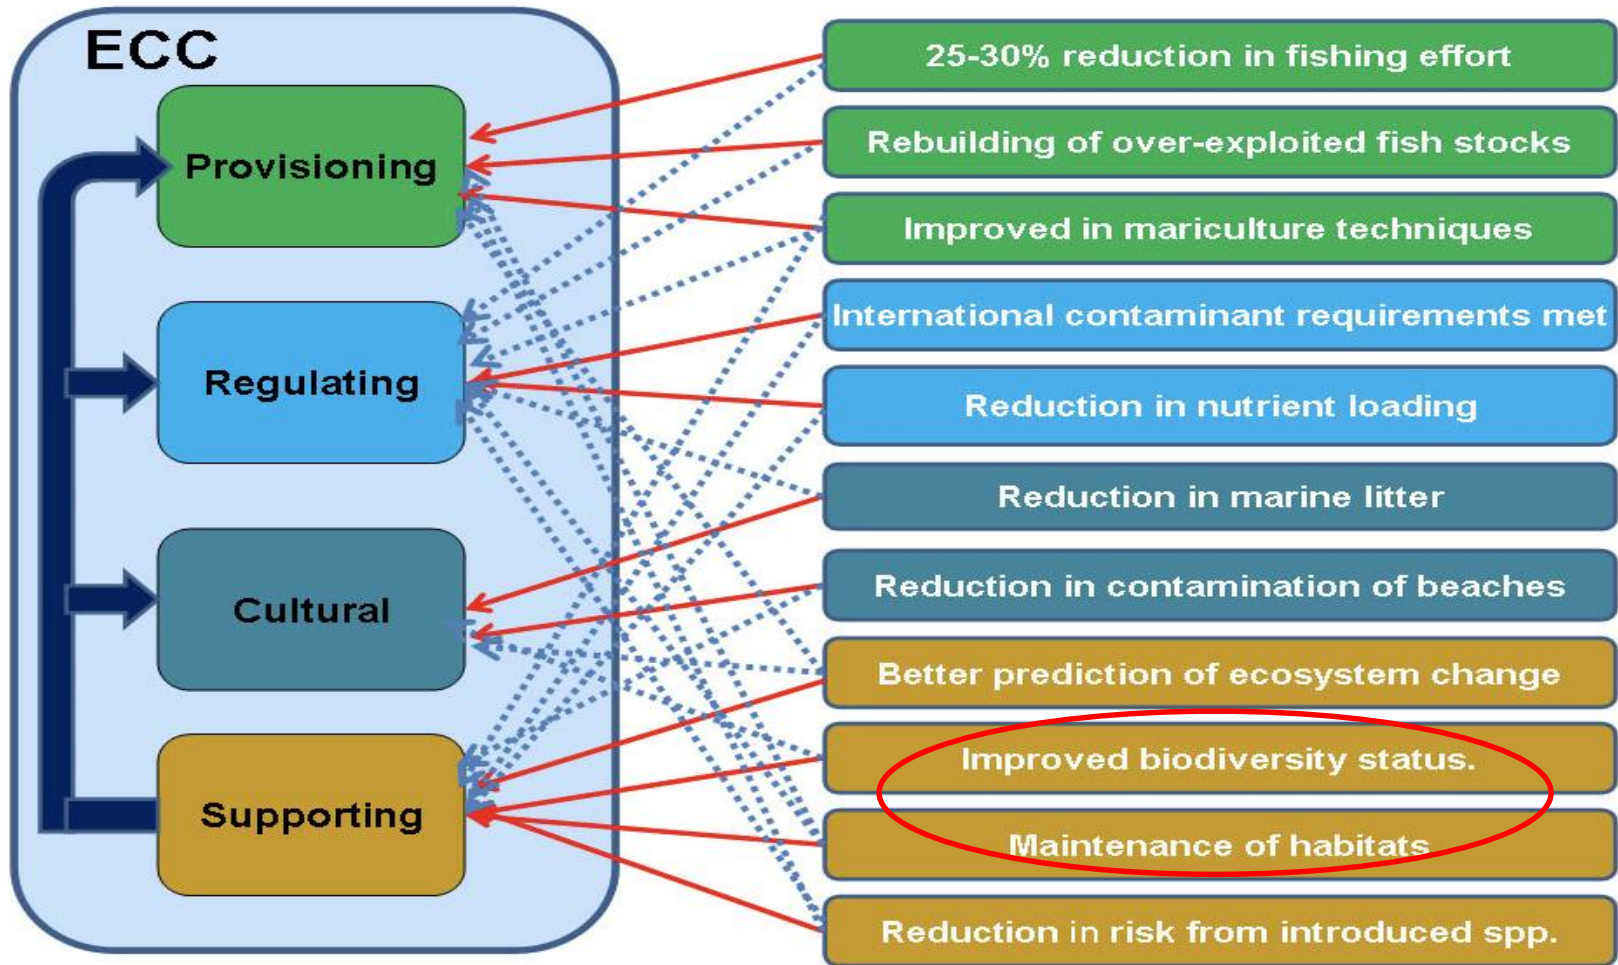 ECC
Provisioning
Regulating
Cultural
Supporting
25-30% reduction in fishing effort
Rebuilding of over-exploited fish stocks
Improved in mariculture techniques
International contaminant requirements met
Reduction in nutrient loading
Reduction in marine litter
Reduction in contamination of beaches
Better prediction of ecosystem change
Improved biodiversity status.
Maintenance of habitats
Reduction in risk from introduced spp.